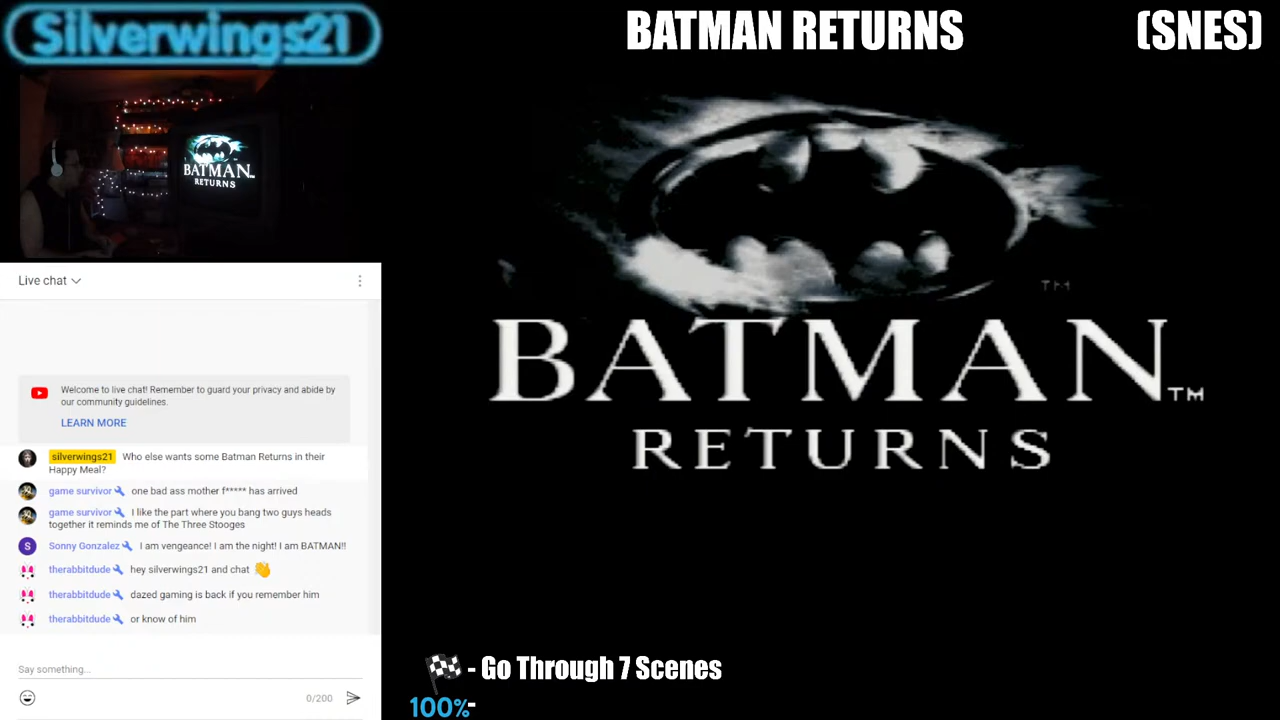 Silverwings21
BATMAN RETURNS (SNES)
BATMAN™
RETURNS
Live chat
Welcome to live chat! Remember to guard your privacy and abide by
our community guidelines.
LEARN MORE
silverwings21 Who else wants some Batman Returns in their
Happy Meal?
game survivor one bad ass mother f***** has arrived
game survivor I like the part where you bang two guys heads
together it reminds me of The Three Stooges
Sonny Gonzalez I am vengeance! I am the night! I am BATMAN!!
S
therabbitdude hey silverwings21 and chat 👋
therabbitdude dazed gaming is back if you remember him
therabbitdude or know of him
Say something...
0/200
TM
BATMAN™
RETURNS
- Go Through 7 Scenes
100%-